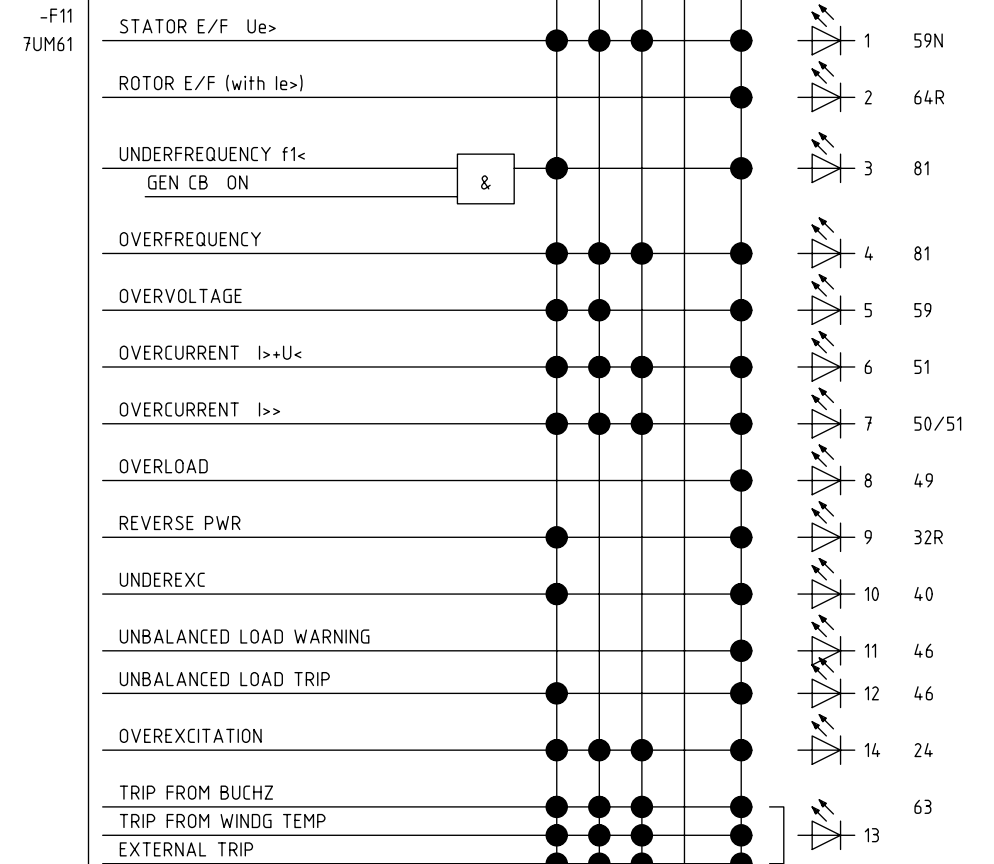 -F11
7UM61
STATOR E/F Ue> 1 59N
ROTOR E/F (with Ie>) 2 64R
UNDERFREQUENCY f1< 3 81
GEN CB ON
&
OVERFREQUENCY 4 81
OVERVOLTAGE 5 59
OVERCURRENT I>+U< 6 51
OVERCURRENT I>> 7 50/51
OVERLOAD 8 49
REVERSE PWR 9 32R
UNDEREXC 10 40
UNBALANCED LOAD WARNING 11 46
UNBALANCED LOAD TRIP 12 46
OVEREXCITATION 14 24
TRIP FROM BUCHZ 63
TRIP FROM WINDG TEMP 13
EXTERNAL TRIP